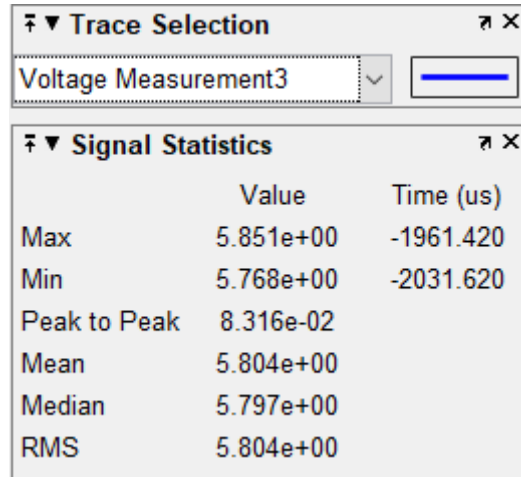 Trace Selection
Voltage Measurement3
Signal Statistics
Value Time (us)
Max 5.851e+00 -1961.420
Min 5.768e+00 -2031.620
Peak to Peak 8.316e-02
Mean 5.804e+00
Median 5.797e+00
RMS 5.804e+00